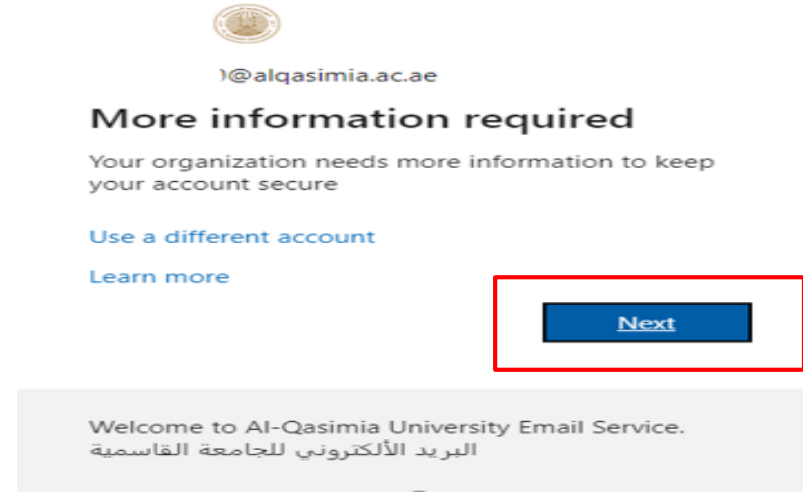 )@alqasimia.ac.ae
More information required
Your organization needs more information to keep
your account secure
Use a different account
Learn more
Next
Welcome to Al-Qasimia University Email Service.
البريد الألكتروني للجامعة القاسمية